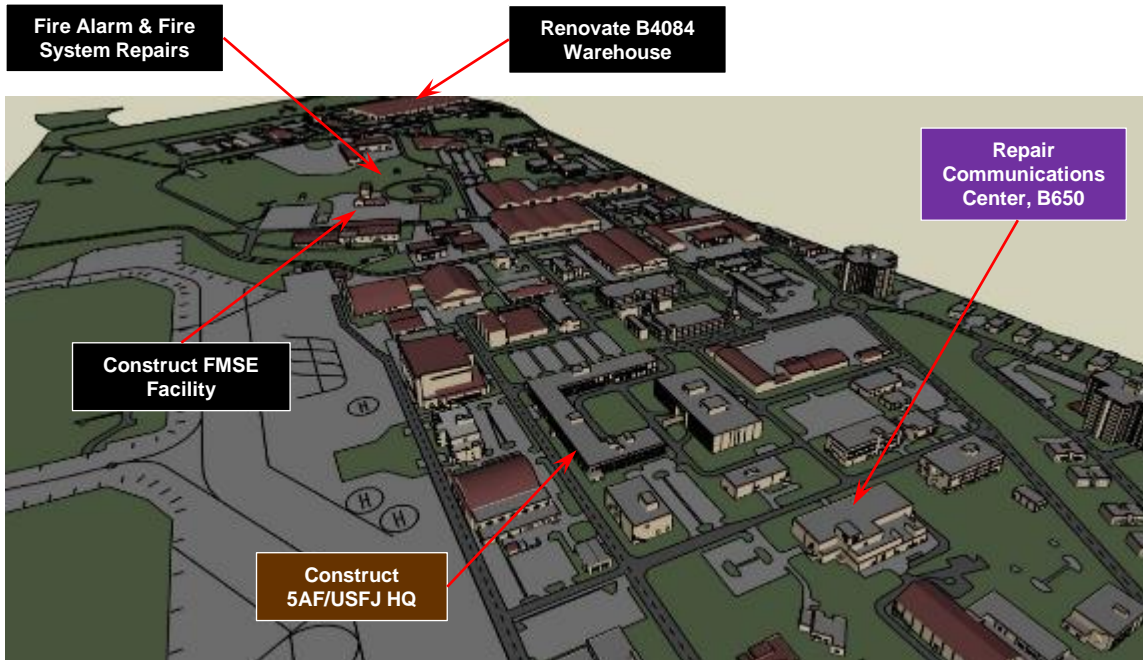 Fire Alarm & Fire
System Repairs
Renovate B4084
Warehouse
Repair
Communications
Center, B650
Construct FMSE
Facility
H
H
H
Construct
5AF/USFJ HQ